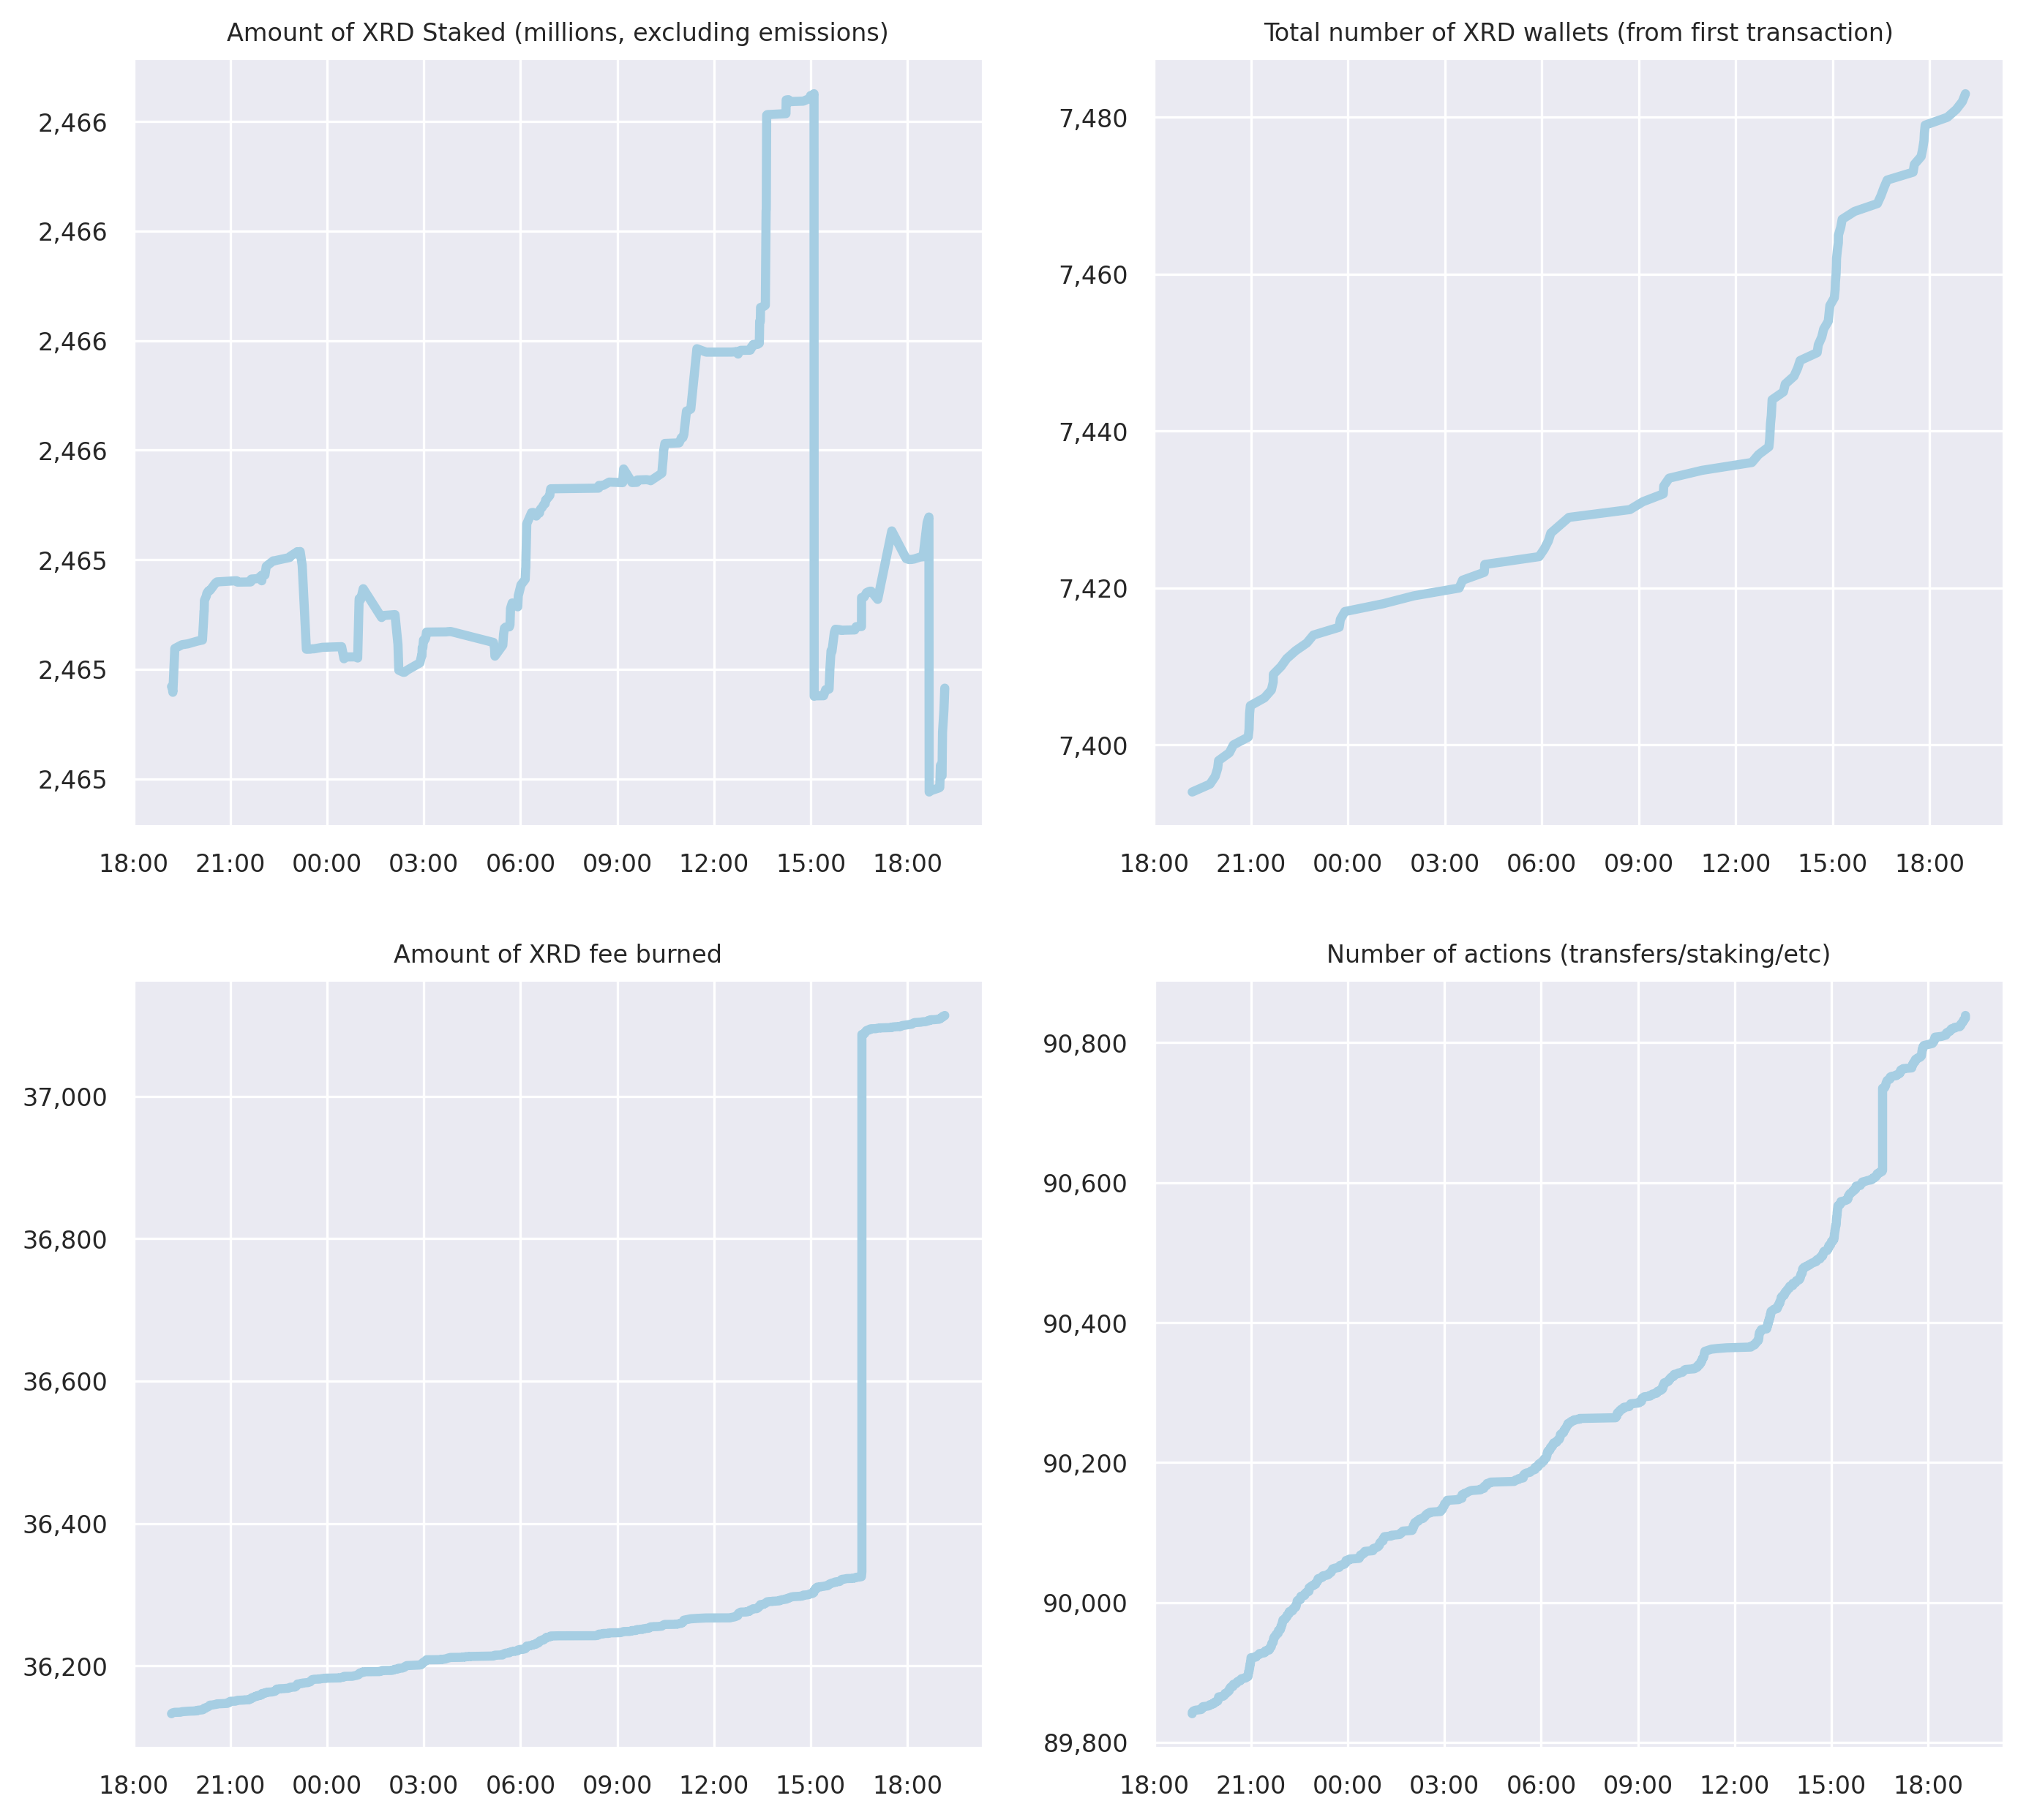 Amount of XRD Staked (millions, excluding emissions)
2,466
2,466
2,466
2,466
2,465
2,465
2,465
18:00 21:00 00:00 03:00 06:00 09:00 12:00 15:00 18:00
Total number of XRD wallets (from first transaction)
7,480
7,460
7,440
7,420
7,400
18:00 21:00 00:00 03:00 06:00 09:00 12:00 15:00 18:00
Amount of XRD fee burned
37,000
36,800
36,600
36,400
36,200
18:00 21:00 00:00 03:00 06:00 09:00 12:00 15:00 18:00
Number of actions (transfers/staking/etc)
90,800
90,600
90,400
90,200
90,000
89,800
18:00 21:00 00:00 03:00 06:00 09:00 12:00 15:00 18:00